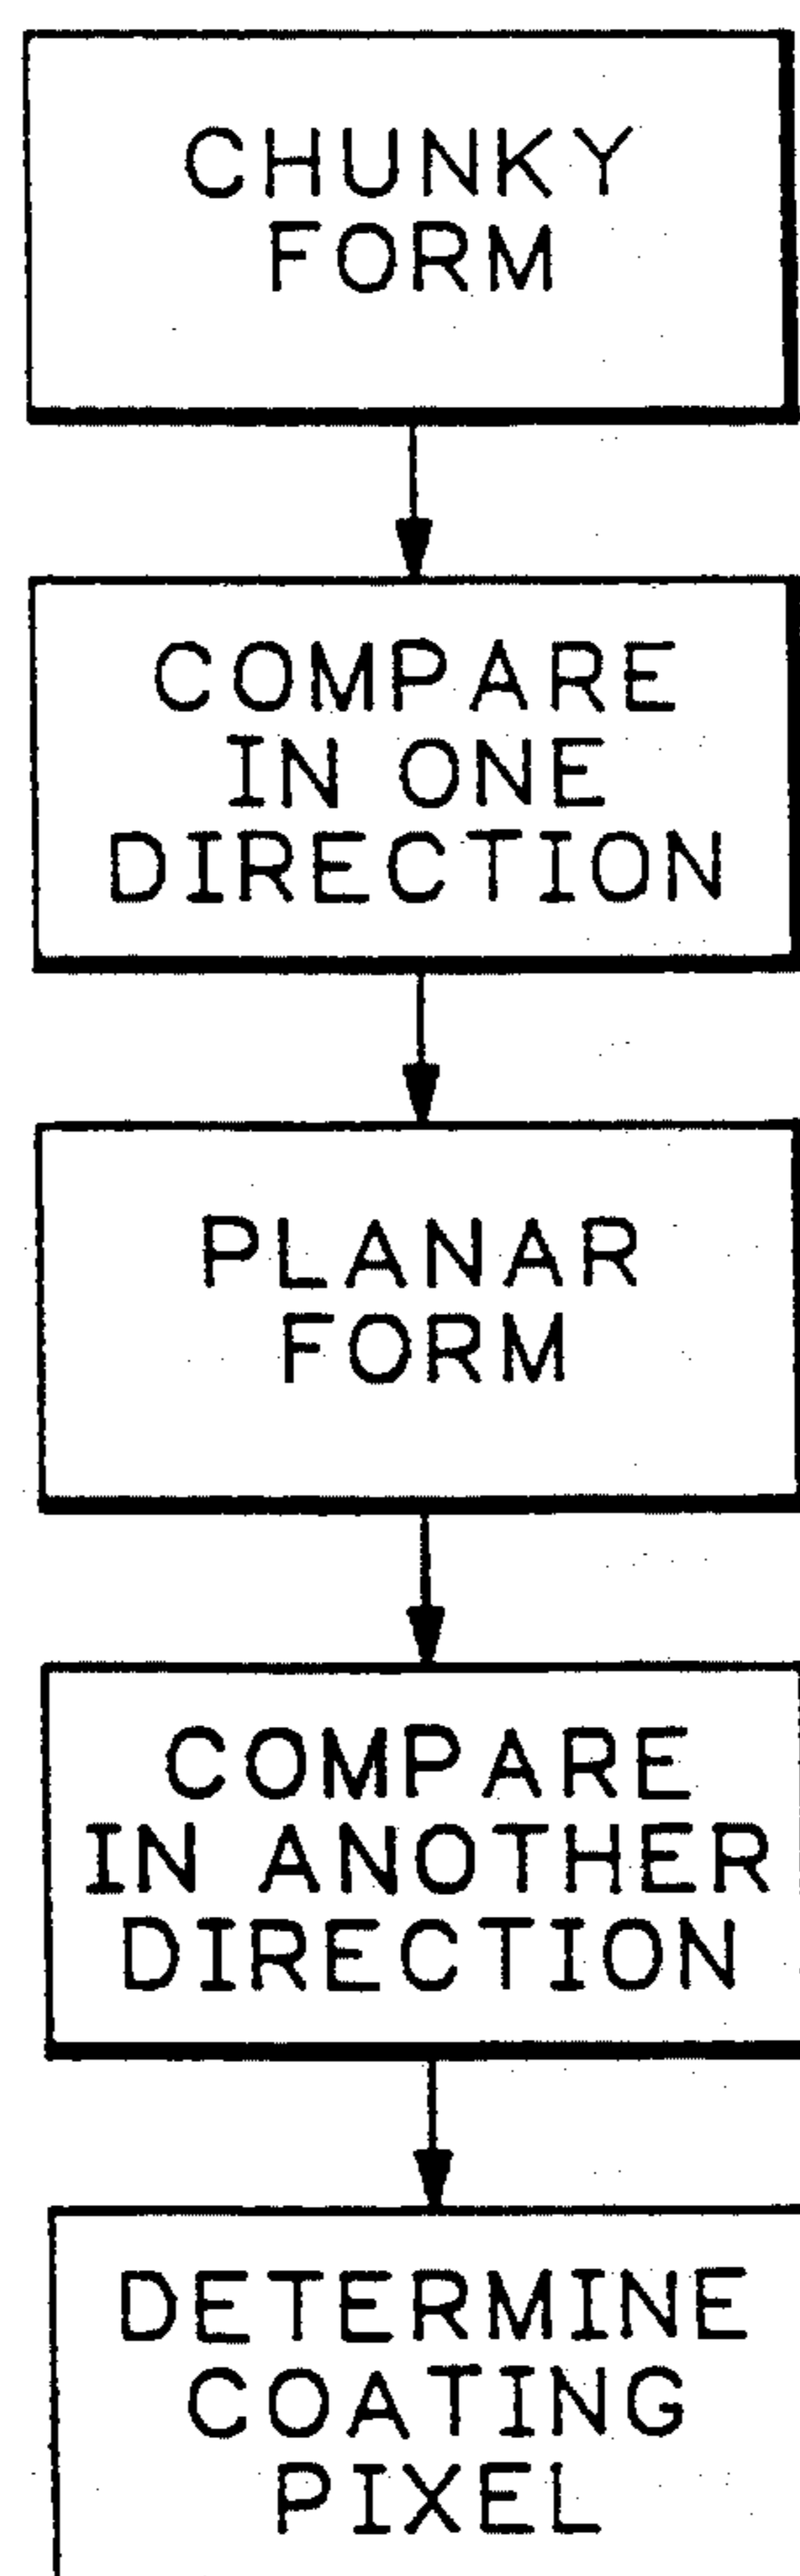 CHUNKY
FORM
COMPARE
IN ONE
DIRECTION
PLANAR
FORM
COMPARE
IN ANOTHER
DIRECTION
DETERMINE
COATING
PIXEL